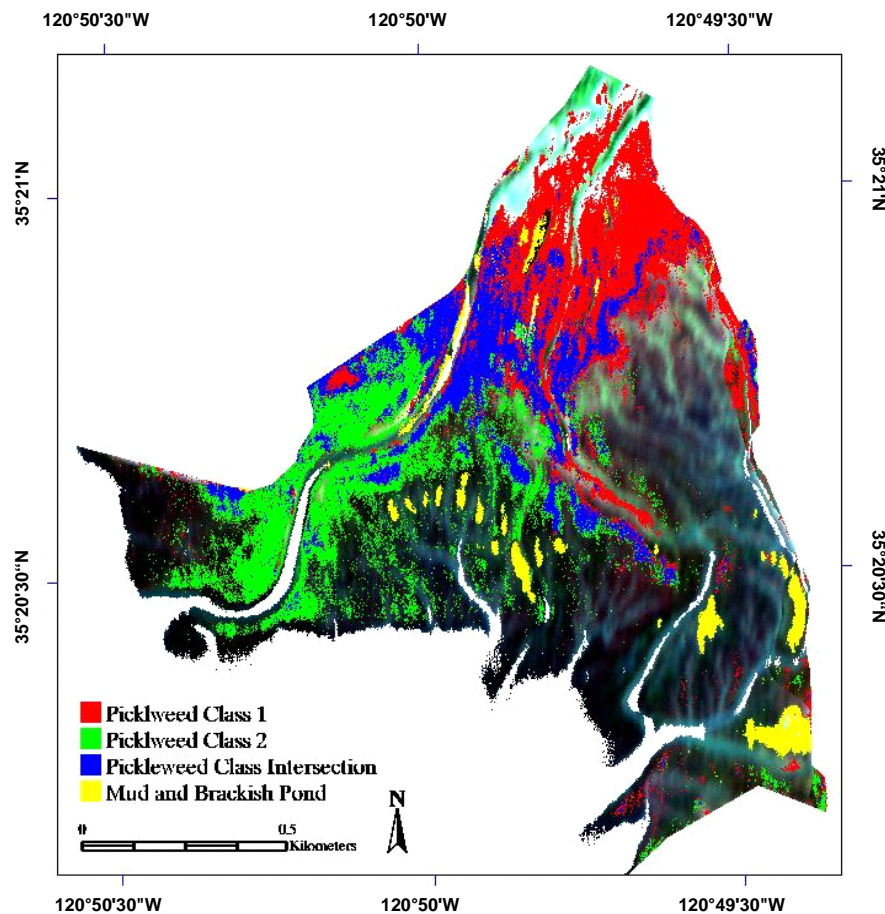 120°50'30"W 120°50'W 120°49'30"W
35°21'N
35°21'N
35°20'30"N
35°20'30"N
Picklweed Class 1
Picklweed Class 2
Pickleweed Class Intersection
Mud and Brackish Pond
N
0 0.5
Kilometers
120°50'30"W 120°50'W 120°49'30"W